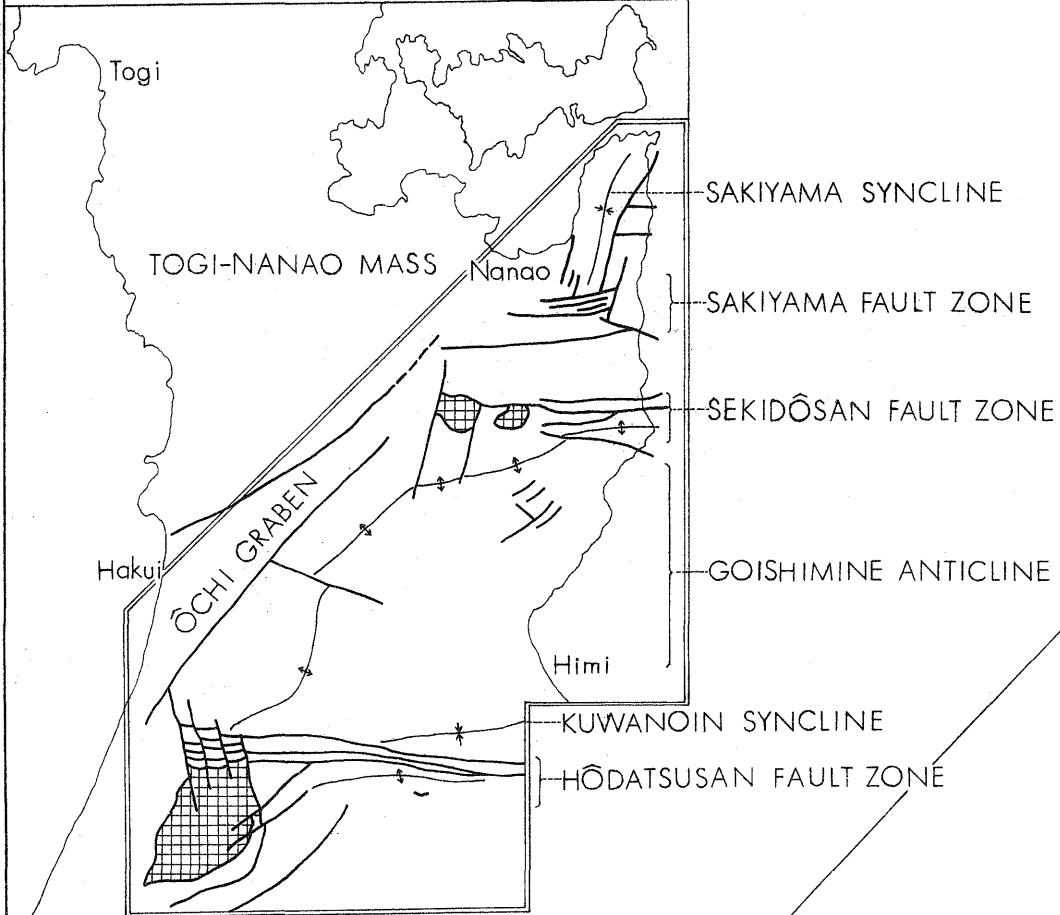 Togi
SAKIYAMA SYNCLINE
TOGI-NANAO MASS
Nanao
SAKIYAMA FAULT ZONE
SEKIDÔSAN FAULT ZONE
Hakui
ÔCHI GRABEN
GOISHIMINE ANTICLINE
Himi
KUWANOIN SYNCLINE
HÔDATSUSAN FAULT ZONE